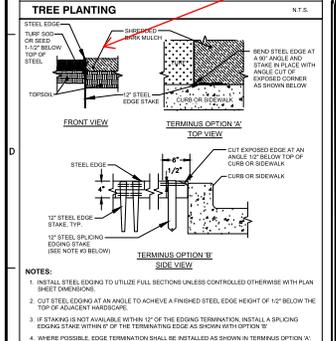 TREE PLANTING
N.T.S.
STEEL EDGE
TURF SOD
OR SEED
1-1/2" BELOW
TOP OF
STEEL
SHREDDED
BARK MULCH
TOPSOIL
12" STEEL
EDGE STAKE
FRONT VIEW
TURF
CURB OR SIDEWALK
BEND STEEL EDGE AT
A 90° ANGLE AND
STAKE IN PLACE WITH
ANGLE CUT OF
EXPOSED CORNER
AS SHOWN BELOW
TERMINUS OPTION 'A'
TOP VIEW
D
STEEL EDGE
6"
1/2"
4"
CUT EXPOSED EDGE AT AN
ANGLE 1/2" BELOW TOP OF
CURB OR SIDEWALK
CURB OR SIDEWALK
12" STEEL EDGE
STAKE, TYP.
12" STEEL SPLICING
EDGING STAKE
(SEE NOTE #3 BELOW)
TERMINUS OPTION 'B'
SIDE VIEW
NOTES:
1. INSTALL STEEL EDGING TO UTILIZE FULL SECTIONS UNLESS CONTROLLED OTHERWISE WITH PLAN
SHEET DIMENSIONS.
2. CUT STEEL EDGING AT AN ANGLE TO ACHIEVE A FINISHED STEEL EDGE HEIGHT OF 1/2" BELOW THE
TOP OF ADJACENT HARDSCAPE.
3. IF STAKING IS NOT AVAILABLE WITHIN 12" OF THE EDGING TERMINATION, INSTALL A SPLICING
EDGING STAKE WITHIN 6" OF THE TERMINATING EDGE AS SHOWN WITH OPTION 'B'
4. WHERE POSSIBLE, EDGE TERMINATION SHALL BE INSTALLED AS SHOWN IN TERMINUS OPTION 'A'.